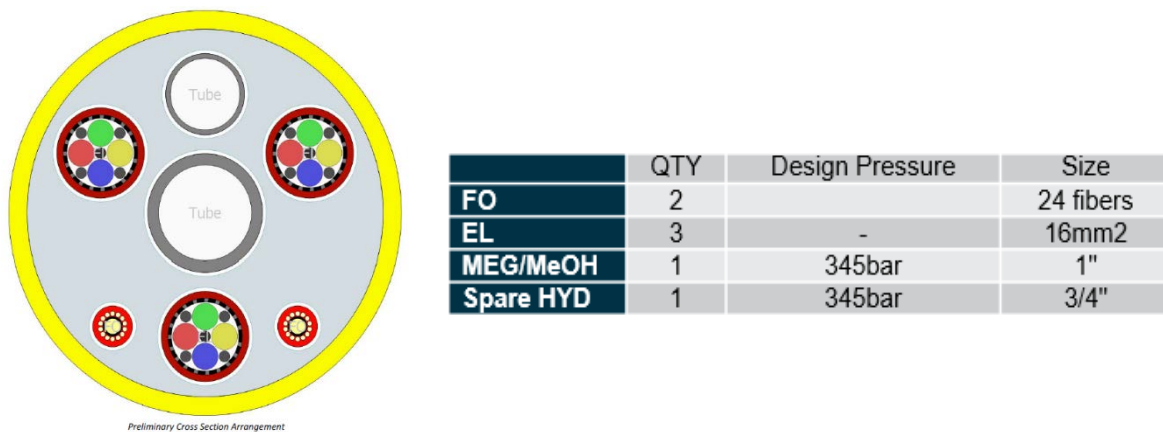 Tube
Tube
Preliminary Cross Section Arrangement
QTY Design Pressure Size
FO 2 24 fibers
EL 3 - 16mm2
MEG/MeOH 1 345bar 1"
Spare HYD 1 345bar 3/4"